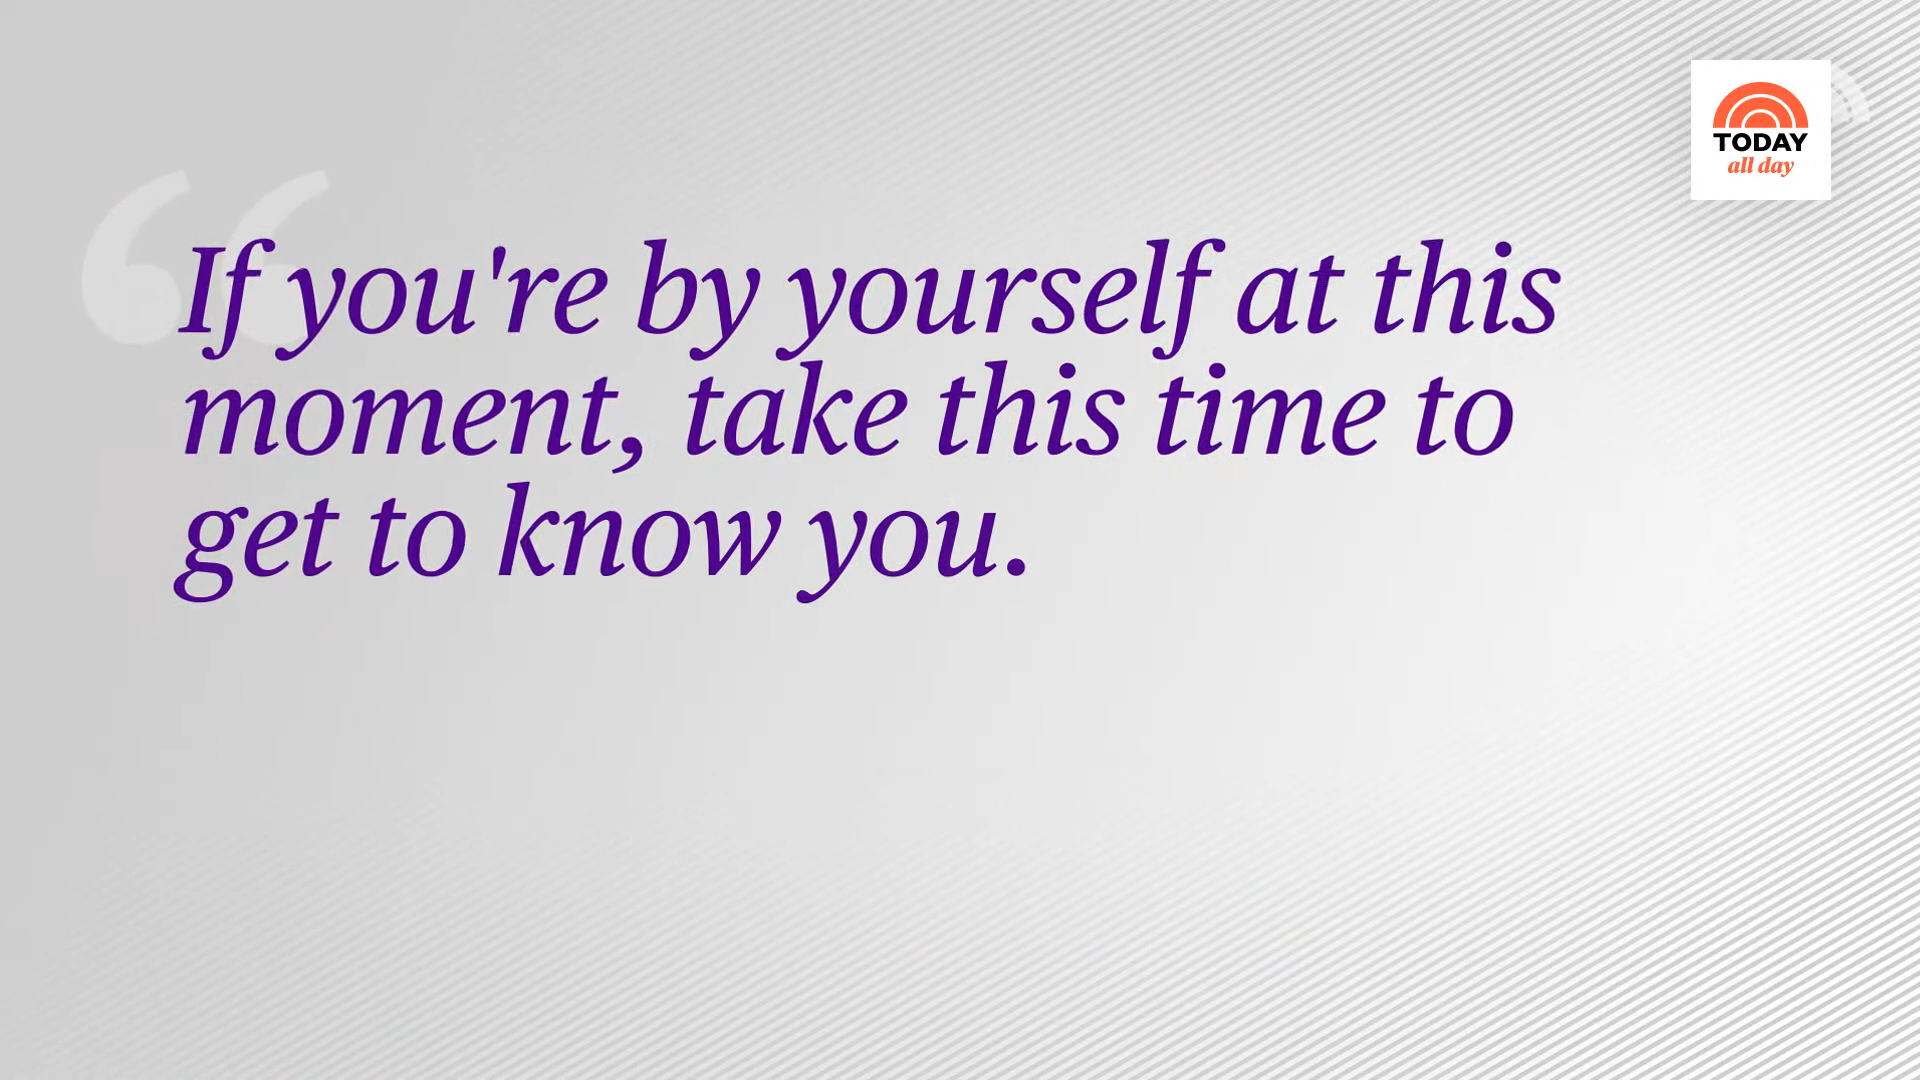 TODAY
all day
If you're by yourself at this
moment, take this time to
get to know you.